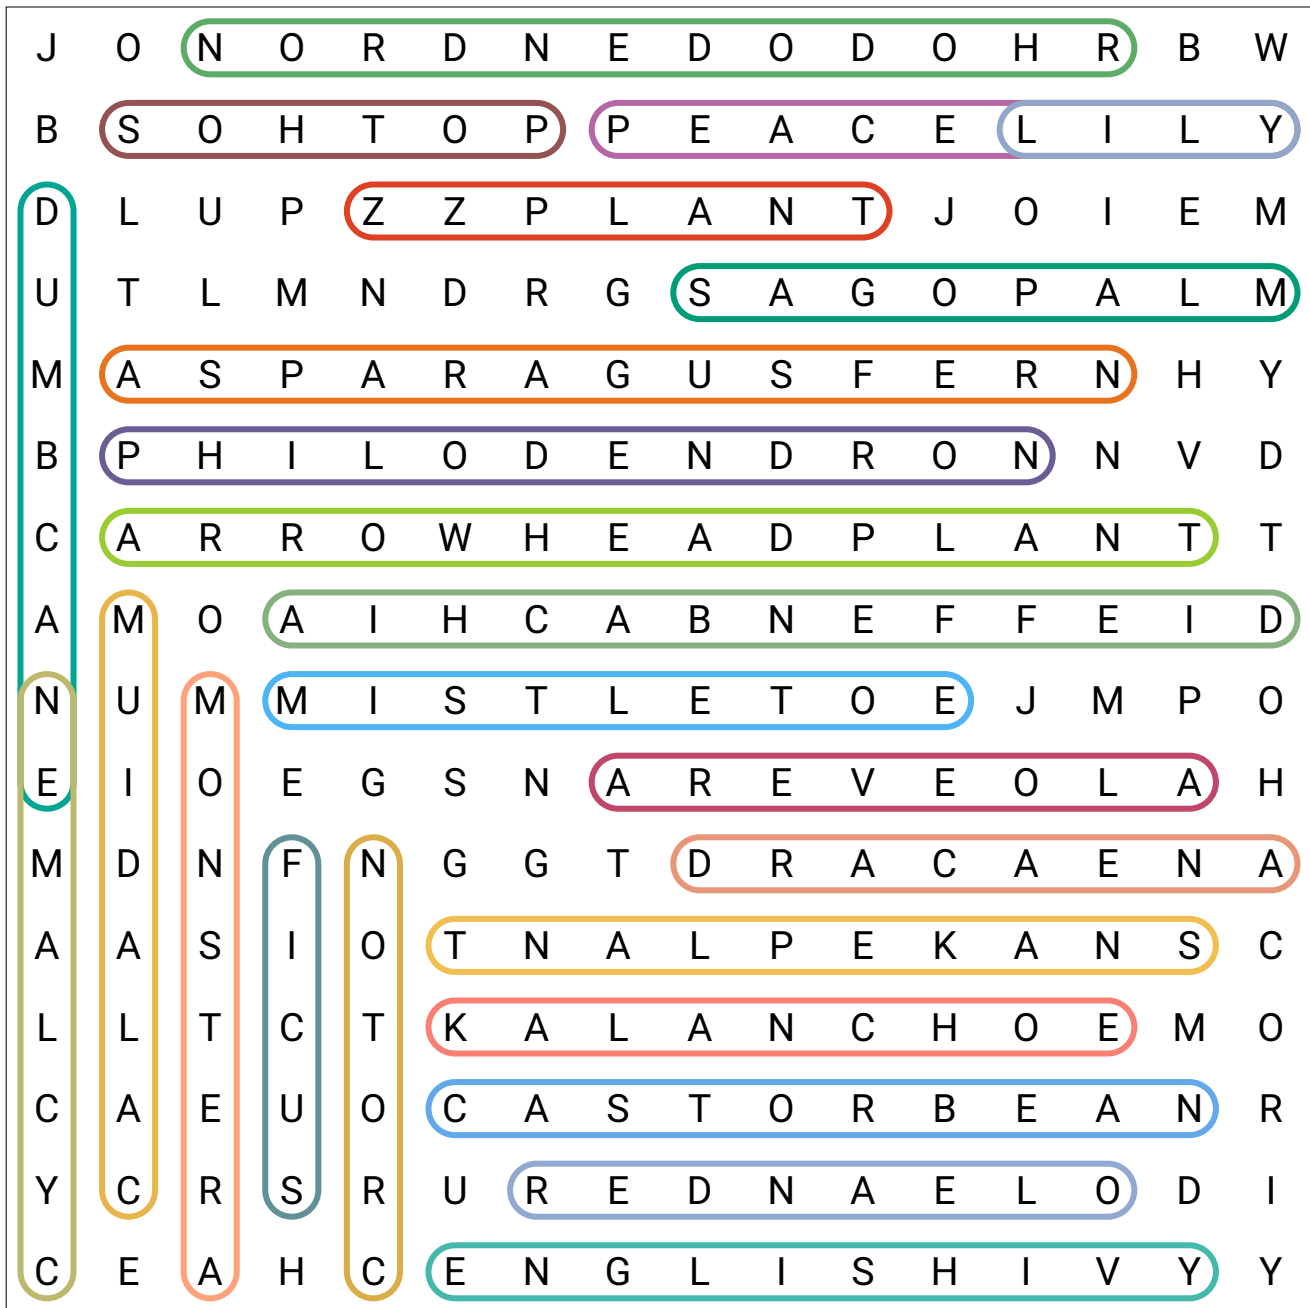 J O N O R D N E D O D O H R B W
B S O H T O P P E A C E L I L Y
D L U P Z Z P L A N T J O I E M
U T L M N D R G S A G O P A L M
M A S P A R A G U S F E R N H Y
B P H I L O D E N D R O N N V D
C A R R O W H E A D P L A N T T
A M O A I H C A B N E F F E I D
N U M M I S T L E T O E J M P O
E I O E G S N A R E V E O L A H
M D N F N G G T D R A C A E N A
A A S I O T N A L P E K A N S C
L L T C T K A L A N C H O E M O
C A E U O C A S T O R B E A N R
Y C R S R U R E D N A E L O D I
C E A H C E N G L I S H I V Y Y